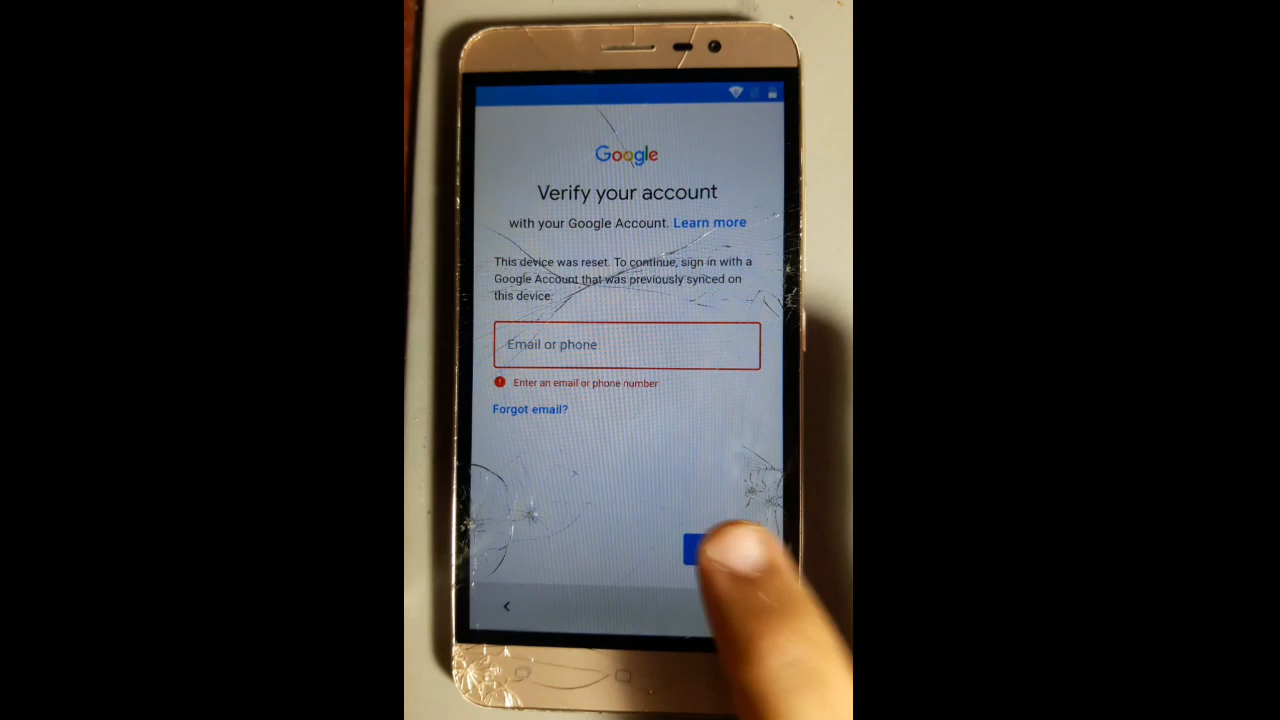 Google
Verify your account
with your Google Account. Learn more
This device was reset. To continue, sign in with a
Google Account that was previously synced on
this device.
Email or phone
Enter an email or phone number
Forgot email?